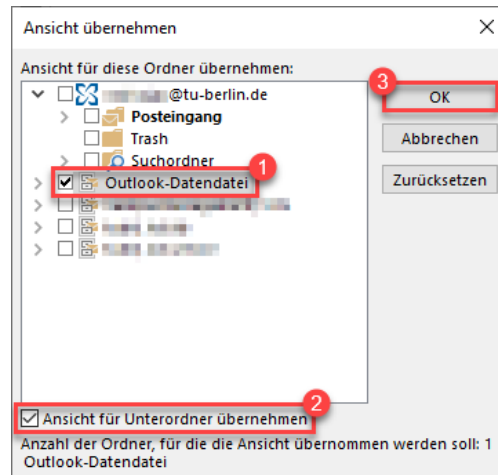 Ansicht übernehmen
Ansicht für diese Ordner übernehmen:
@tu-berlin.de
Posteingang
Trash
Suchordner
1
Outlook-Datendatei
3
OK
Abbrechen
Zurücksetzen
2
Ansicht für Unterordner übernehmen
Anzahl der Ordner, für die die Ansicht übernommen werden soll: 1
Outlook-Datendatei